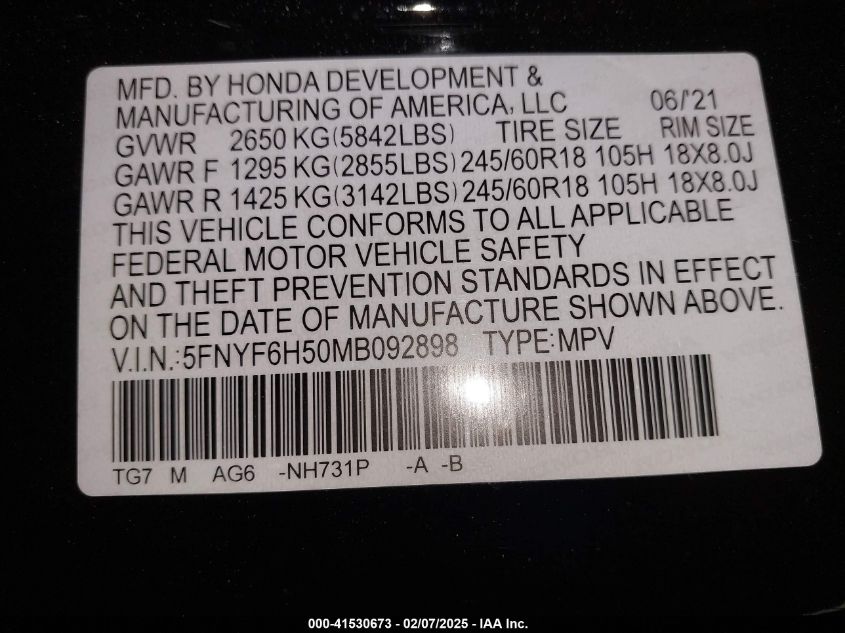 MFD. BY HONDA DEVELOPMENT &
MANUFACTURING OF AMERICA, LLC 06/'21
GVWR 2650 KG(5842LBS) TIRE SIZE RIM SIZE
GAWR F 1295 KG(2855LBS) 245/60R18 105H 18X8.0J
GAWR R 1425 KG(3142LBS) 245/60R18 105H 18X8.0J
THIS VEHICLE CONFORMS TO ALL APPLICABLE
FEDERAL MOTOR VEHICLE SAFETY
AND THEFT PREVENTION STANDARDS IN EFFECT
ON THE DATE OF MANUFACTURE SHOWN ABOVE.
V.I.N.:5FNYF6H50MB092898 TYPE:MPV
TG7 M AG6 -NH731P -A -B
000-41530673 - 02/07/2025 - IAA Inc.